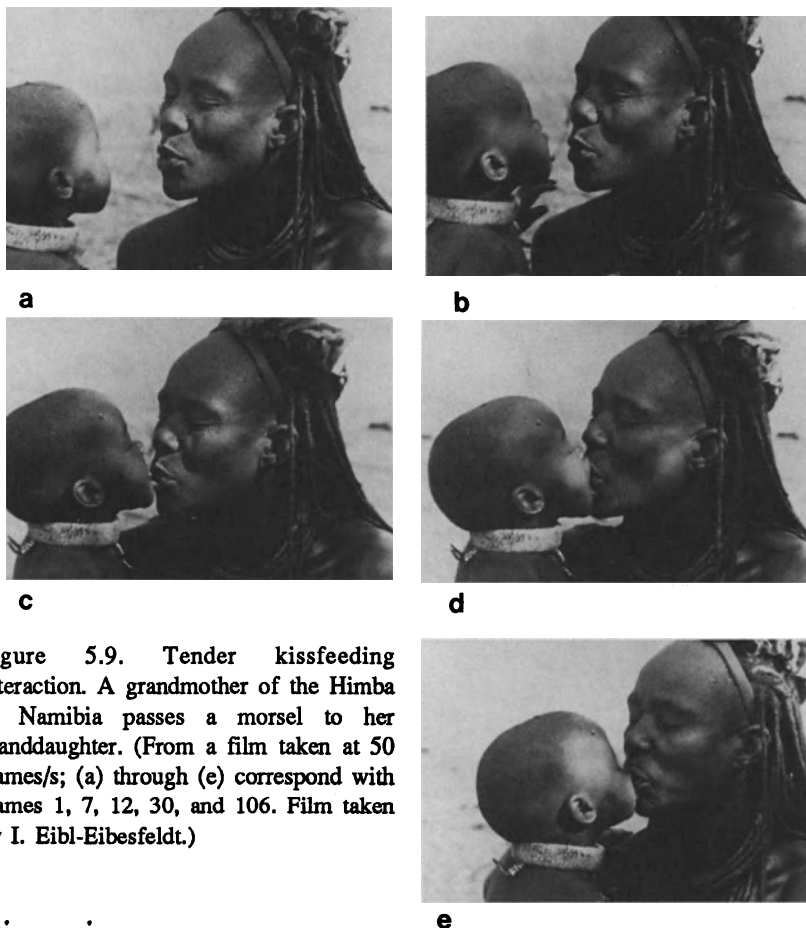 a
b
c
d
gure 5.9. Tender kissfeeding
teraction. A grandmother of the Himba
Namibia passes a morsel to her
anddaughter. (From a film taken at 50
ames/s; (a) through (e) correspond with
ames 1, 7, 12, 30, and 106. Film taken
I. Eibl-Eibesfeldt.)
e